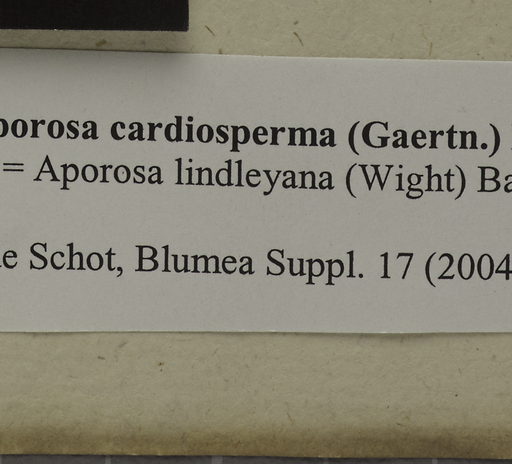 porosa cardiosperma (Gaertn.)
= Aporosa lindleyana (Wight) Ba
e Schot, Blumea Suppl. 17 (2004